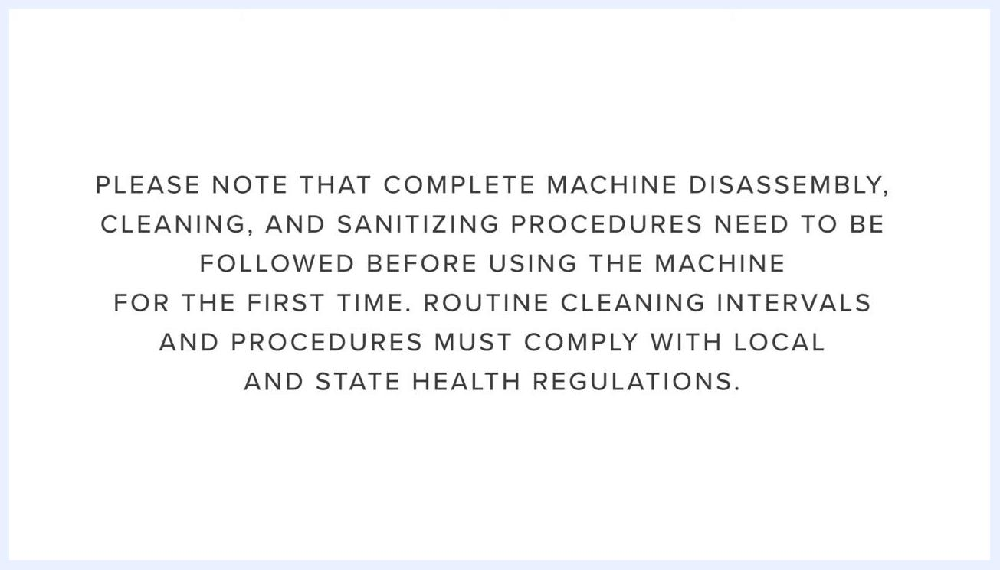 PLEASE NOTE THAT COMPLETE MACHINE DISASSEMBLY,
CLEANING, AND SANITIZING PROCEDURES NEED TO BE
FOLLOWED BEFORE USING THE MACHINE
FOR THE FIRST TIME. ROUTINE CLEANING INTERVALS
AND PROCEDURES MUST COMPLY WITH LOCAL
AND STATE HEALTH REGULATIONS.